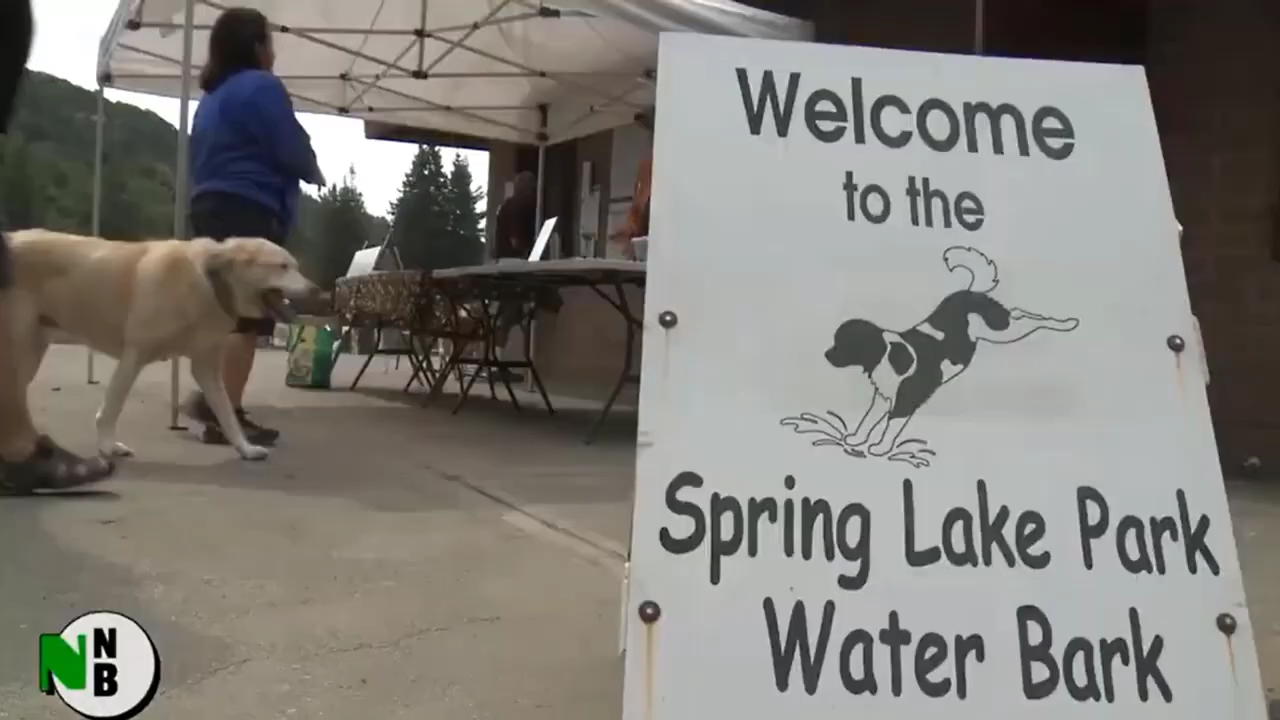 Welcome
to the
Spring Lake Park
Water Bark
N N
B